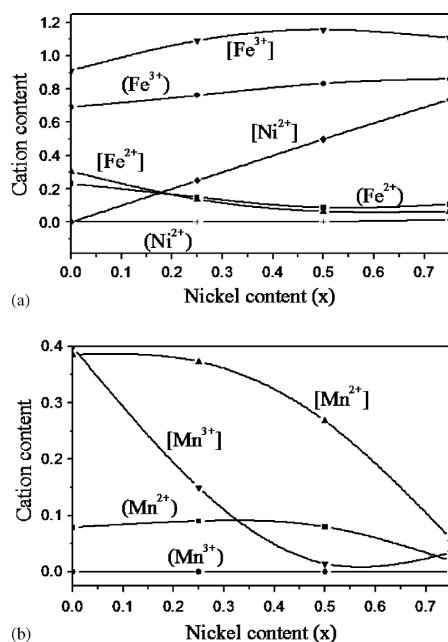 1.2
1.0
0.8
0.6
0.4
0.2
0.0
Cation content
[Fe³⁺]
(Fe³⁺)
[Ni²⁺]
[Fe²⁺]
(Fe²⁺)
(Ni²⁺)
0.0 0.1 0.2 0.3 0.4 0.5 0.6 0.7
(a)
Nickel content (x)
0.4
0.3
0.2
0.1
0.0
Cation content
[Mn²⁺]
[Mn³⁺]
(Mn²⁺)
(Mn³⁺)
0.0 0.1 0.2 0.3 0.4 0.5 0.6 0.7
(b)
Nickel content (x)